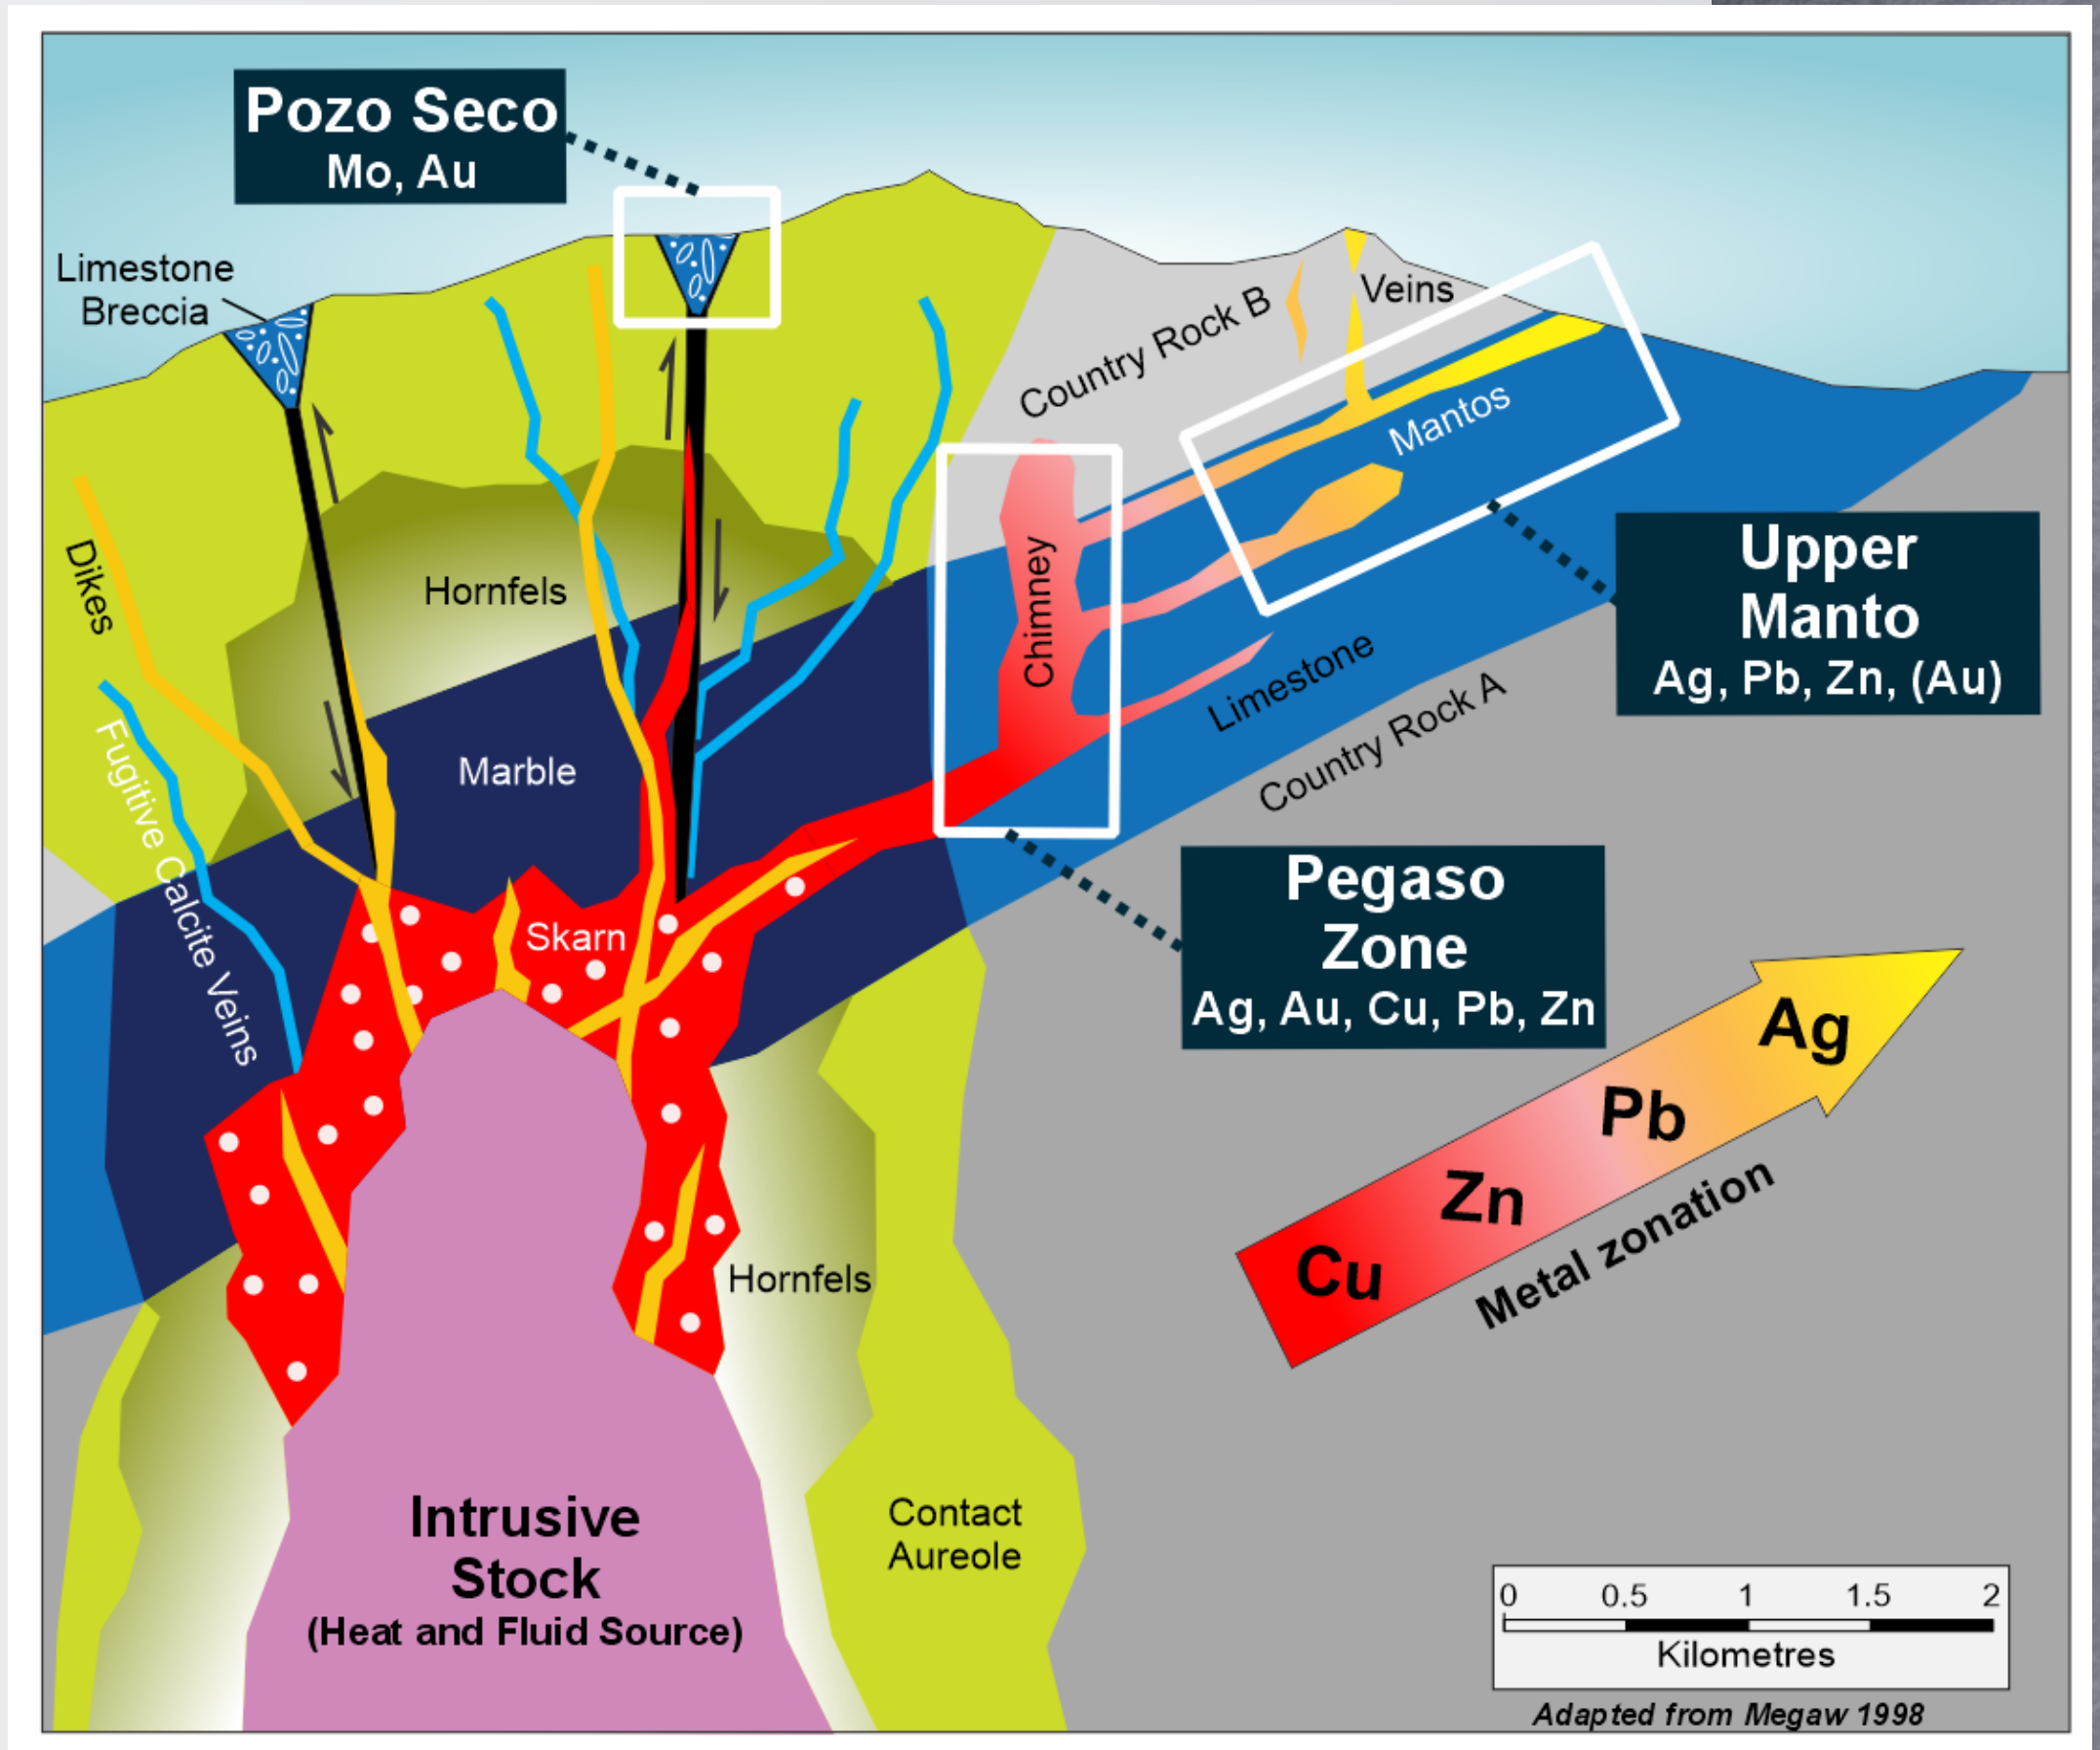 Pozo Seco
Mo, Au
Limestone
Breccia
Veins
Country Rock B
Mantos
Dikes
Hornfels
Chimney
Upper
Manto
Ag, Pb, Zn, (Au)
Limestone
Country Rock A
Fugitive Calcite Veins
Marble
Skarn
Pegaso
Zone
Ag, Au, Cu, Pb, Zn
Ag
Pb
Zn
Cu
Metal zonation
Hornfels
Intrusive
Stock
(Heat and Fluid Source)
Contact
Aureole
0 0.5 1 1.5 2
Kilometres
Adapted from Megaw 1998